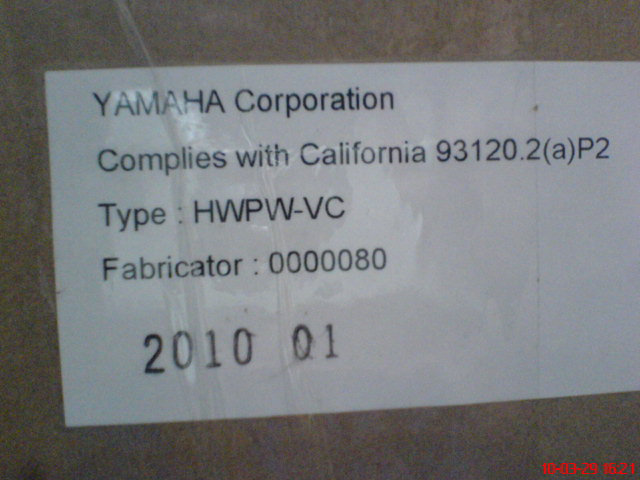 YAMAHA Corporation
Complies with California 93120.2(a)P2
Type : HWPW-VC
Fabricator : 0000080
2010 01